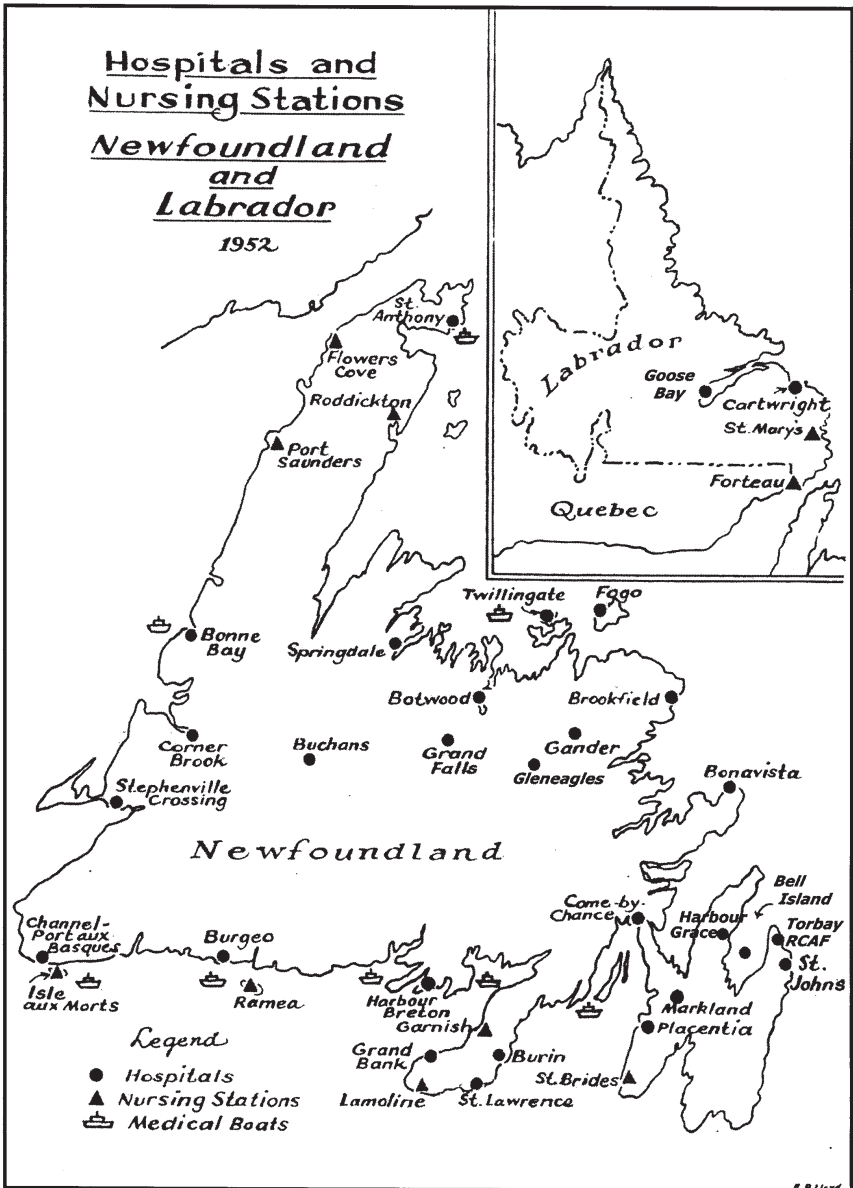 Hospitals and
Nursing Stations
Newfoundland
and
Labrador
1952
St.
Anthony
Flowers
Cove
Roddickton
Port
Saunders
Labrador
Goose
Bay
Cartwright
St. Mary's
Forteau
Quebec
Twillingate
Fogo
Bonne
Bay
Springdale
Botwood
Brookfield
Corner
Brook
Buchans
Grand
Falls
Gander
Gleneagles
Bonavista
Stephenville
Crossing
Newfoundland
Come-by-
Chance
Bell
Island
Harbour
Grace
Torbay
RCAF
St.
John's
Channel-
Port aux
Basques
Burgeo
Isle
aux Morts
Ramea
Harbour
Breton
Garnish
Markland
Placentia
Grand
Bank
Burin
St. Brides
Lamoline
St. Lawrence
Legend
Hospitals
Nursing Stations
Medical Boats